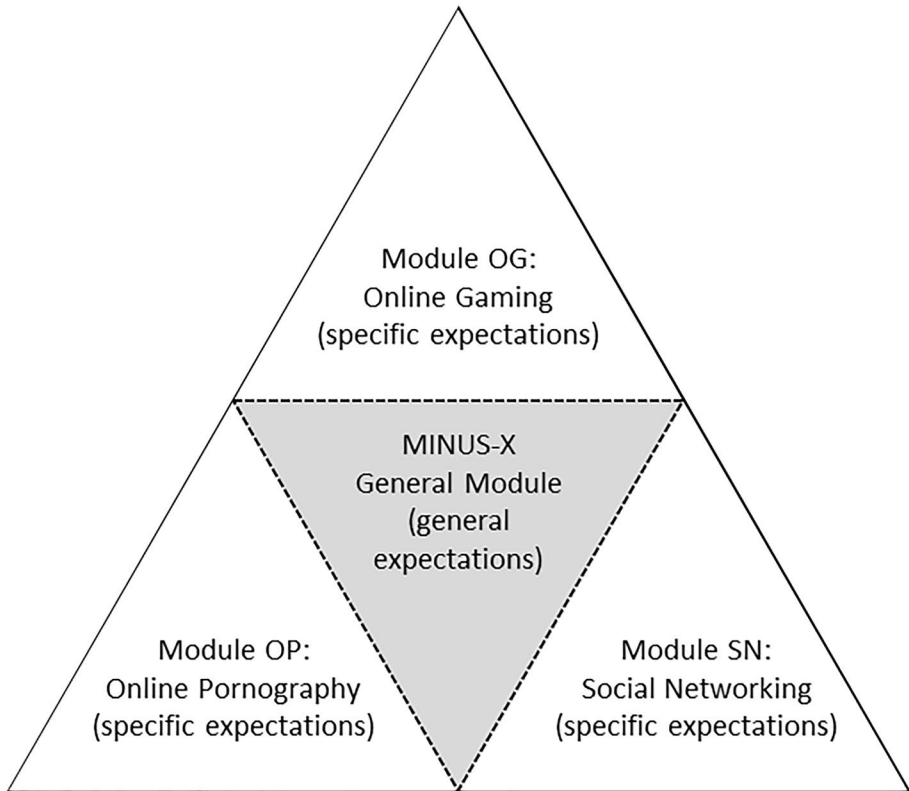 Module OG:
Online Gaming
(specific expectations)
MINUS-X
General Module
(general
expectations)
Module OP:
Online Pornography
(specific expectations)
Module SN:
Social Networking
(specific expectations)